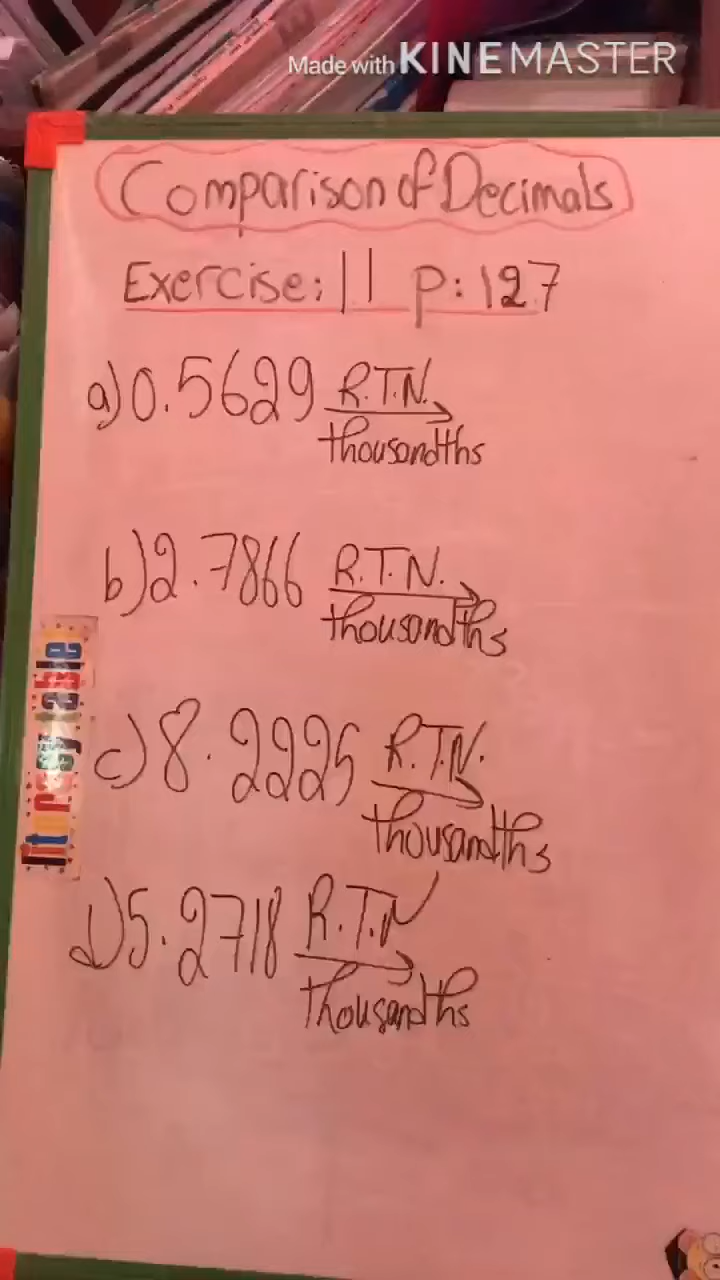 Made with KINEMASTER
Comparison of Decimals
Exercise: 11 p: 127
a) 0.5629 R.T.N.
thousandths
b) 2.7866 R.T.N.
thousandths
c) 8.2225 R.T.N.
thousandths
d) 5.2718 R.T.N
thousandths